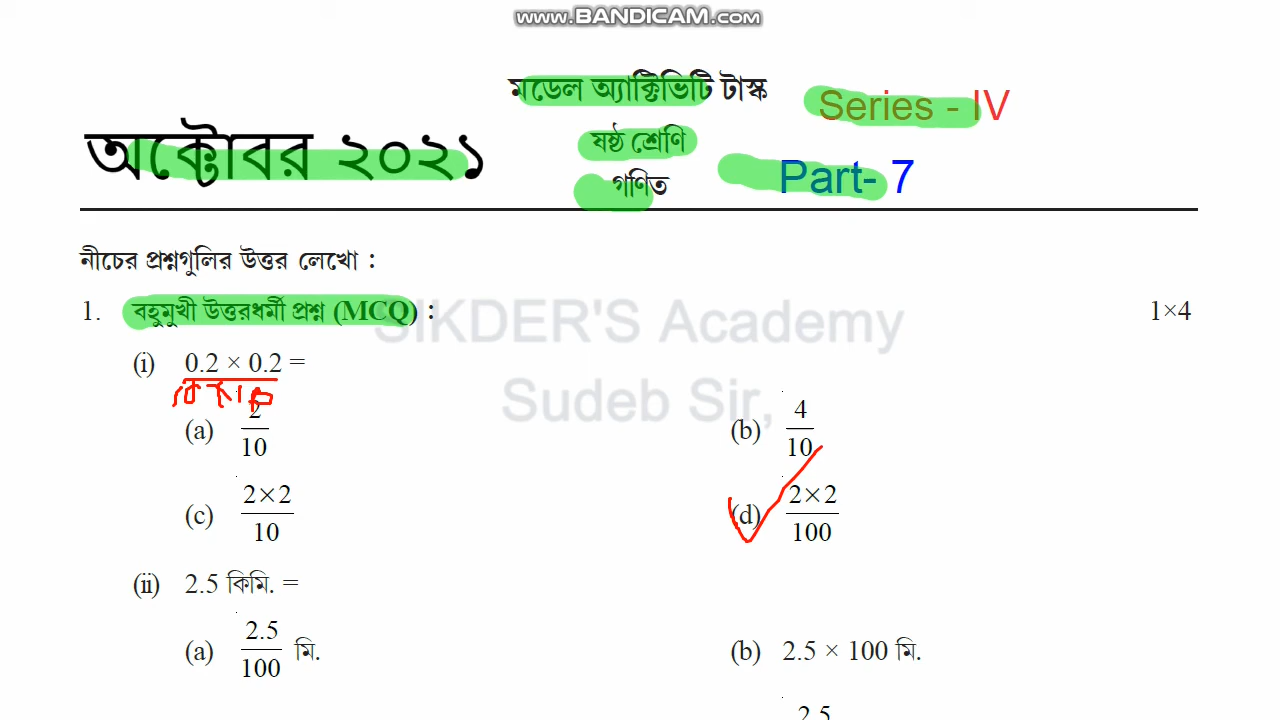 www.BANDICAM.com
মডেল অ্যাক্টিভিটি টাস্ক
Series - IV
অক্টোবর ২০২১
ষষ্ঠ শ্রেণি
Part- 7
গণিত
নীচের প্রশ্নগুলির উত্তর লেখো :
1. বহুমুখী উত্তরধর্মী প্রশ্ন (MCQ) : 1×4
SIKDER'S Academy
(i) 0.2 × 0.2 =
Sudeb Sir,
(a) 2/10 (b) 4/10
(c) 2×2/10 (d) 2×2/100
(ii) 2.5 কিমি. =
(a) 2.5/100 মি. (b) 2.5 × 100 মি.
2.5